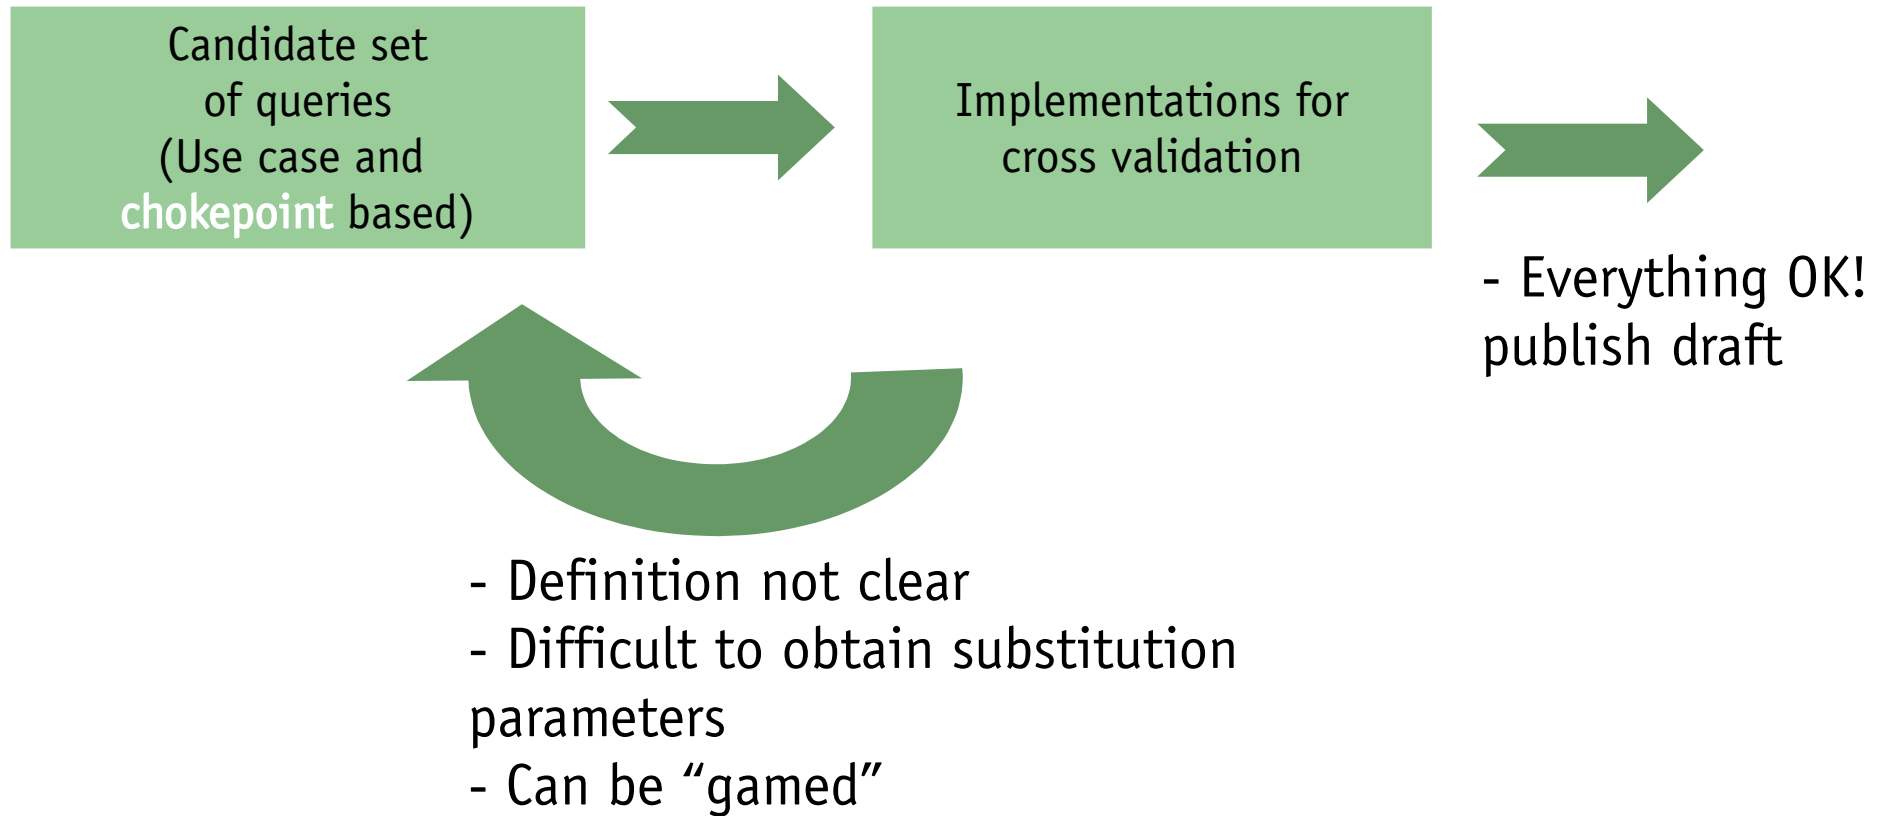 Candidate set
of queries
(Use case and
chokepoint based)
Implementations for
cross validation
- Everything OK!
publish draft
- Definition not clear
- Difficult to obtain substitution
parameters
- Can be “gamed”